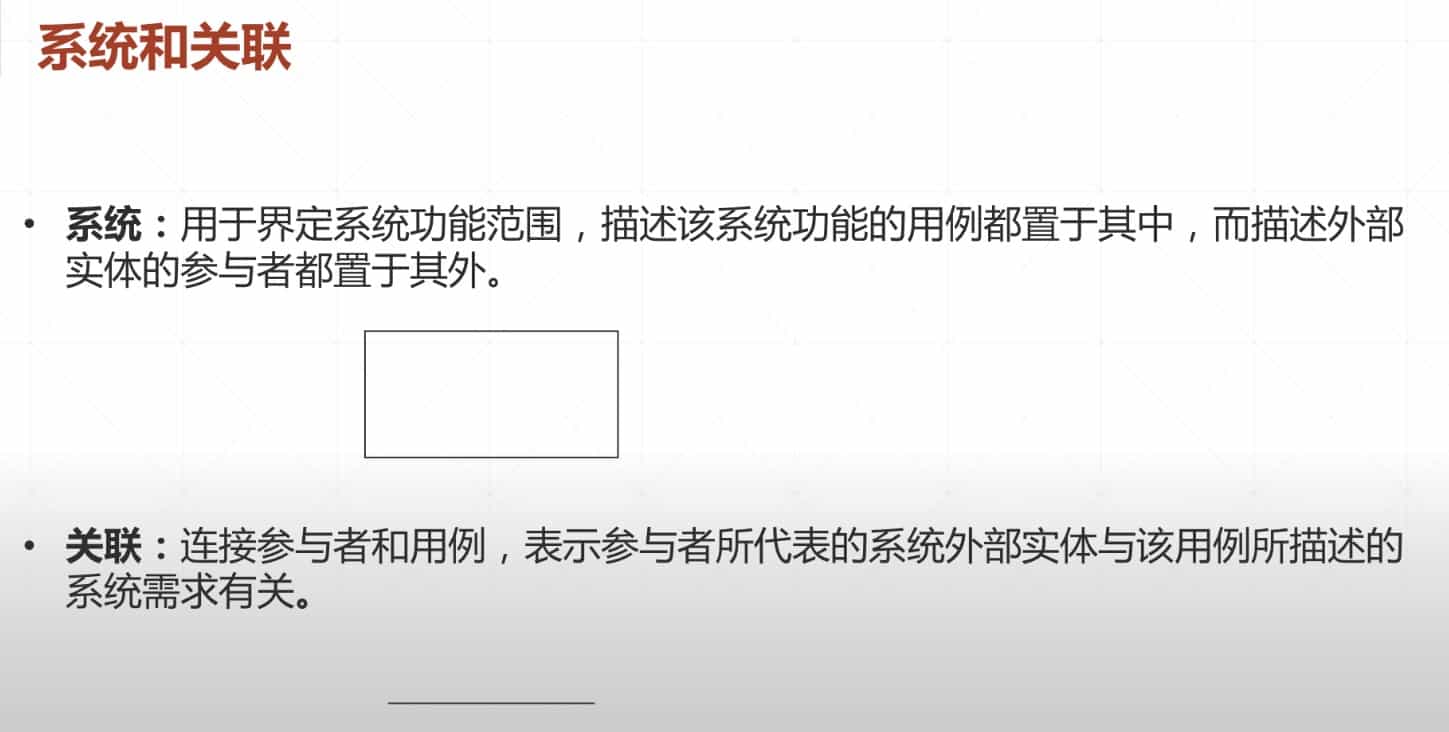 系统和关联
• 系统：用于界定系统功能范围，描述该系统功能的用例都置于其中，而描述外部
实体的参与者都置于其外。
• 关联：连接参与者和用例，表示参与者所代表的系统外部实体与该用例所描述的
系统需求有关。